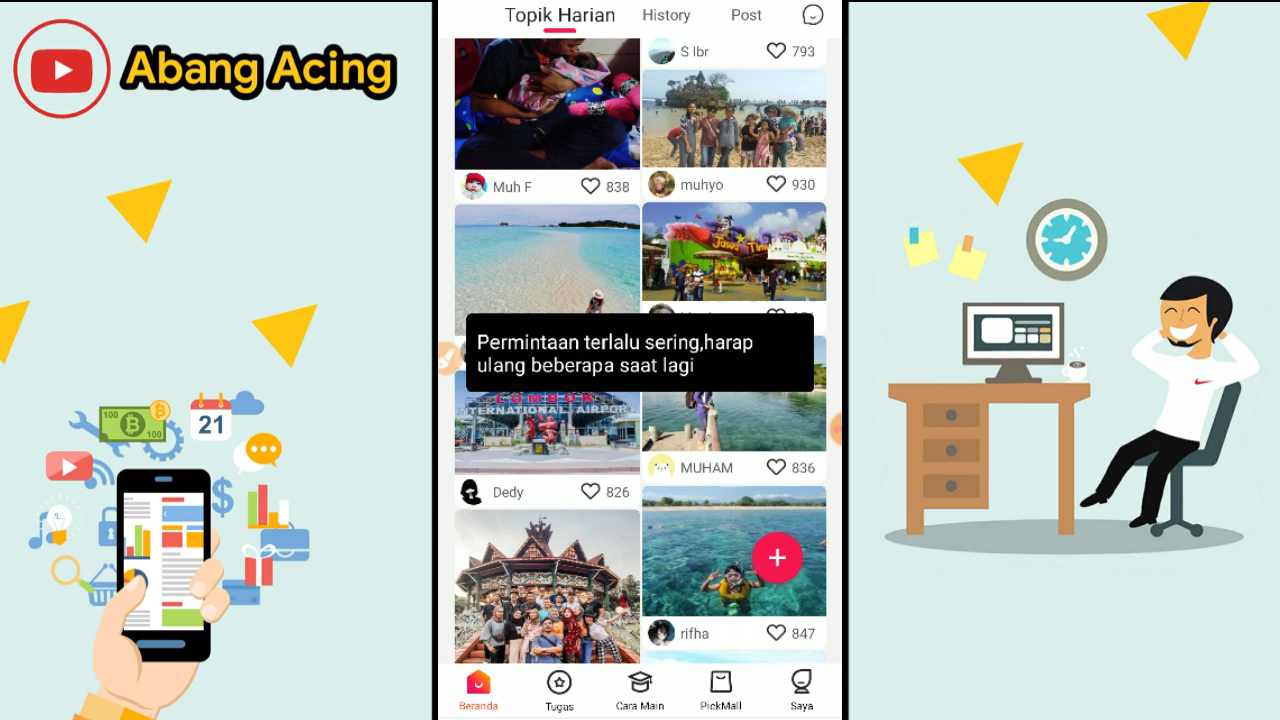 Abang Acing
100
100
21
Topik Harian
History
Post
S Ibr
793
Muh F
838
muhyo
930
Permintaan terlalu sering,harap
ulang beberapa saat lagi
LOMBOK
INTERNATIONAL AIRPORT
MUHAM
836
Dedy
826
rifha
847
Beranda
Tugas
Cara Main
PickMall
Saya